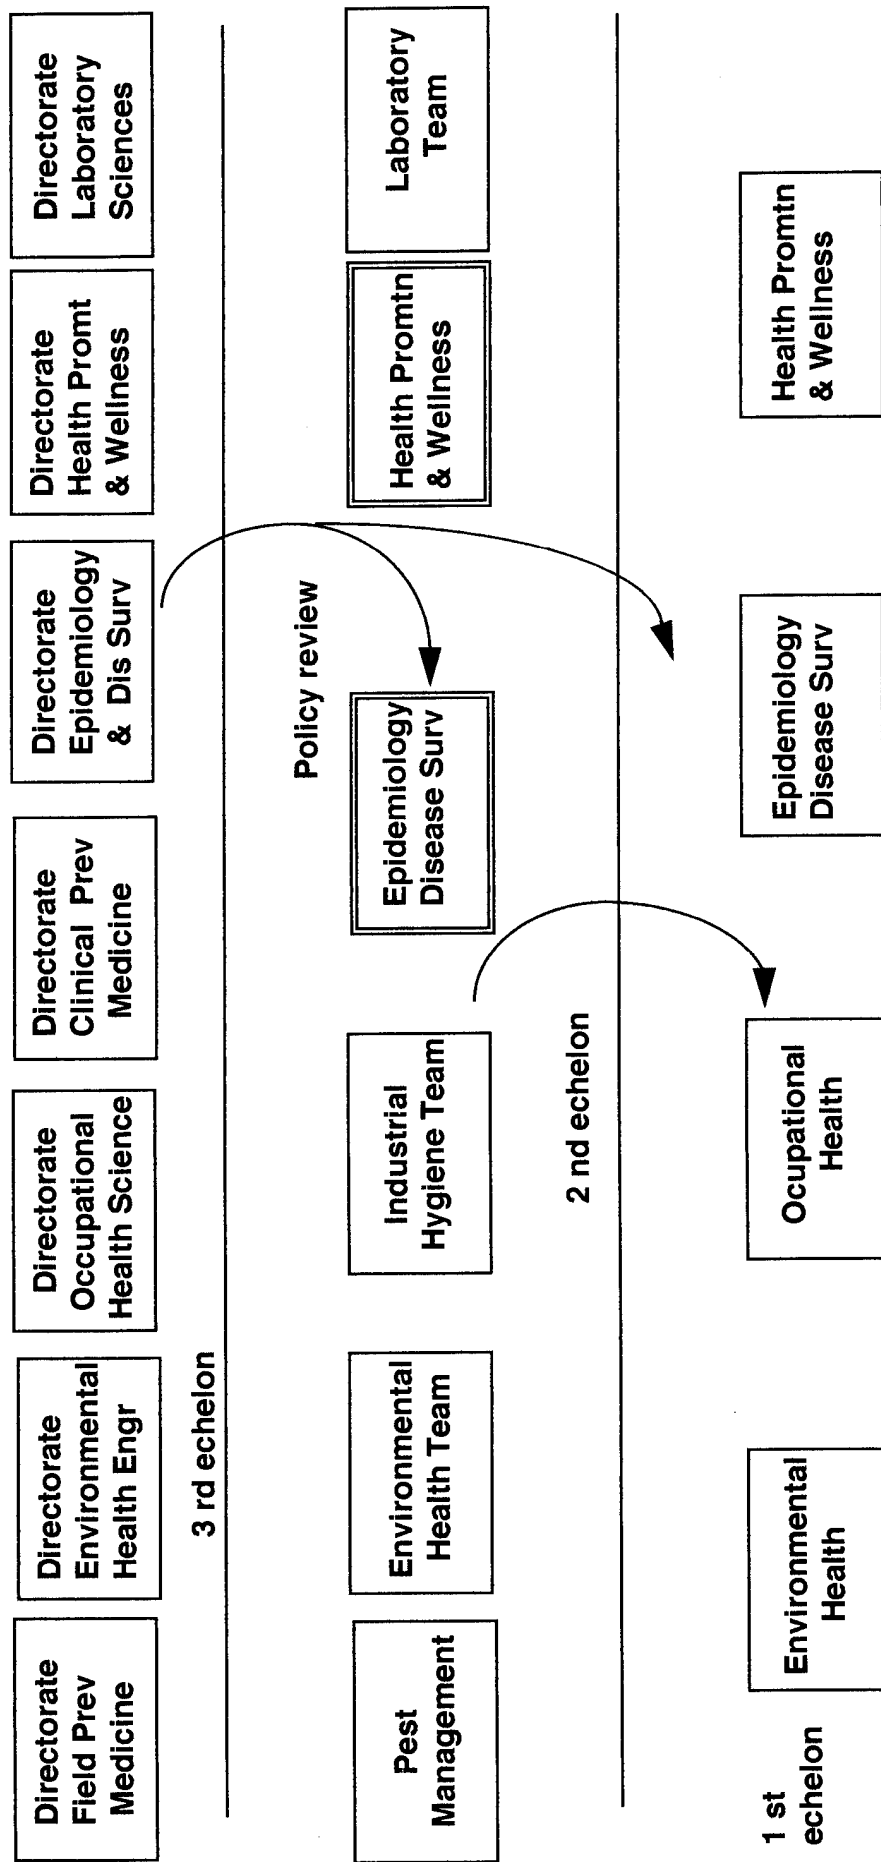 Directorate
Field Prev
Medicine
Directorate
Environmental
Health Engr
Directorate
Occupational
Health Science
Directorate
Clinical Prev
Medicine
Directorate
Epidemiology
& Dis Surv
Directorate
Health Promt
& Wellness
Directorate
Laboratory
Sciences
3 rd echelon
Policy review
Pest
Management
Environmental
Health Team
Industrial
Hygiene Team
Epidemiology
Disease Surv
Health Promtn
& Wellness
Laboratory
Team
2 nd echelon
1 st
echelon
Environmental
Health
Ocupational
Health
Epidemiology
Disease Surv
Health Promtn
& Wellness